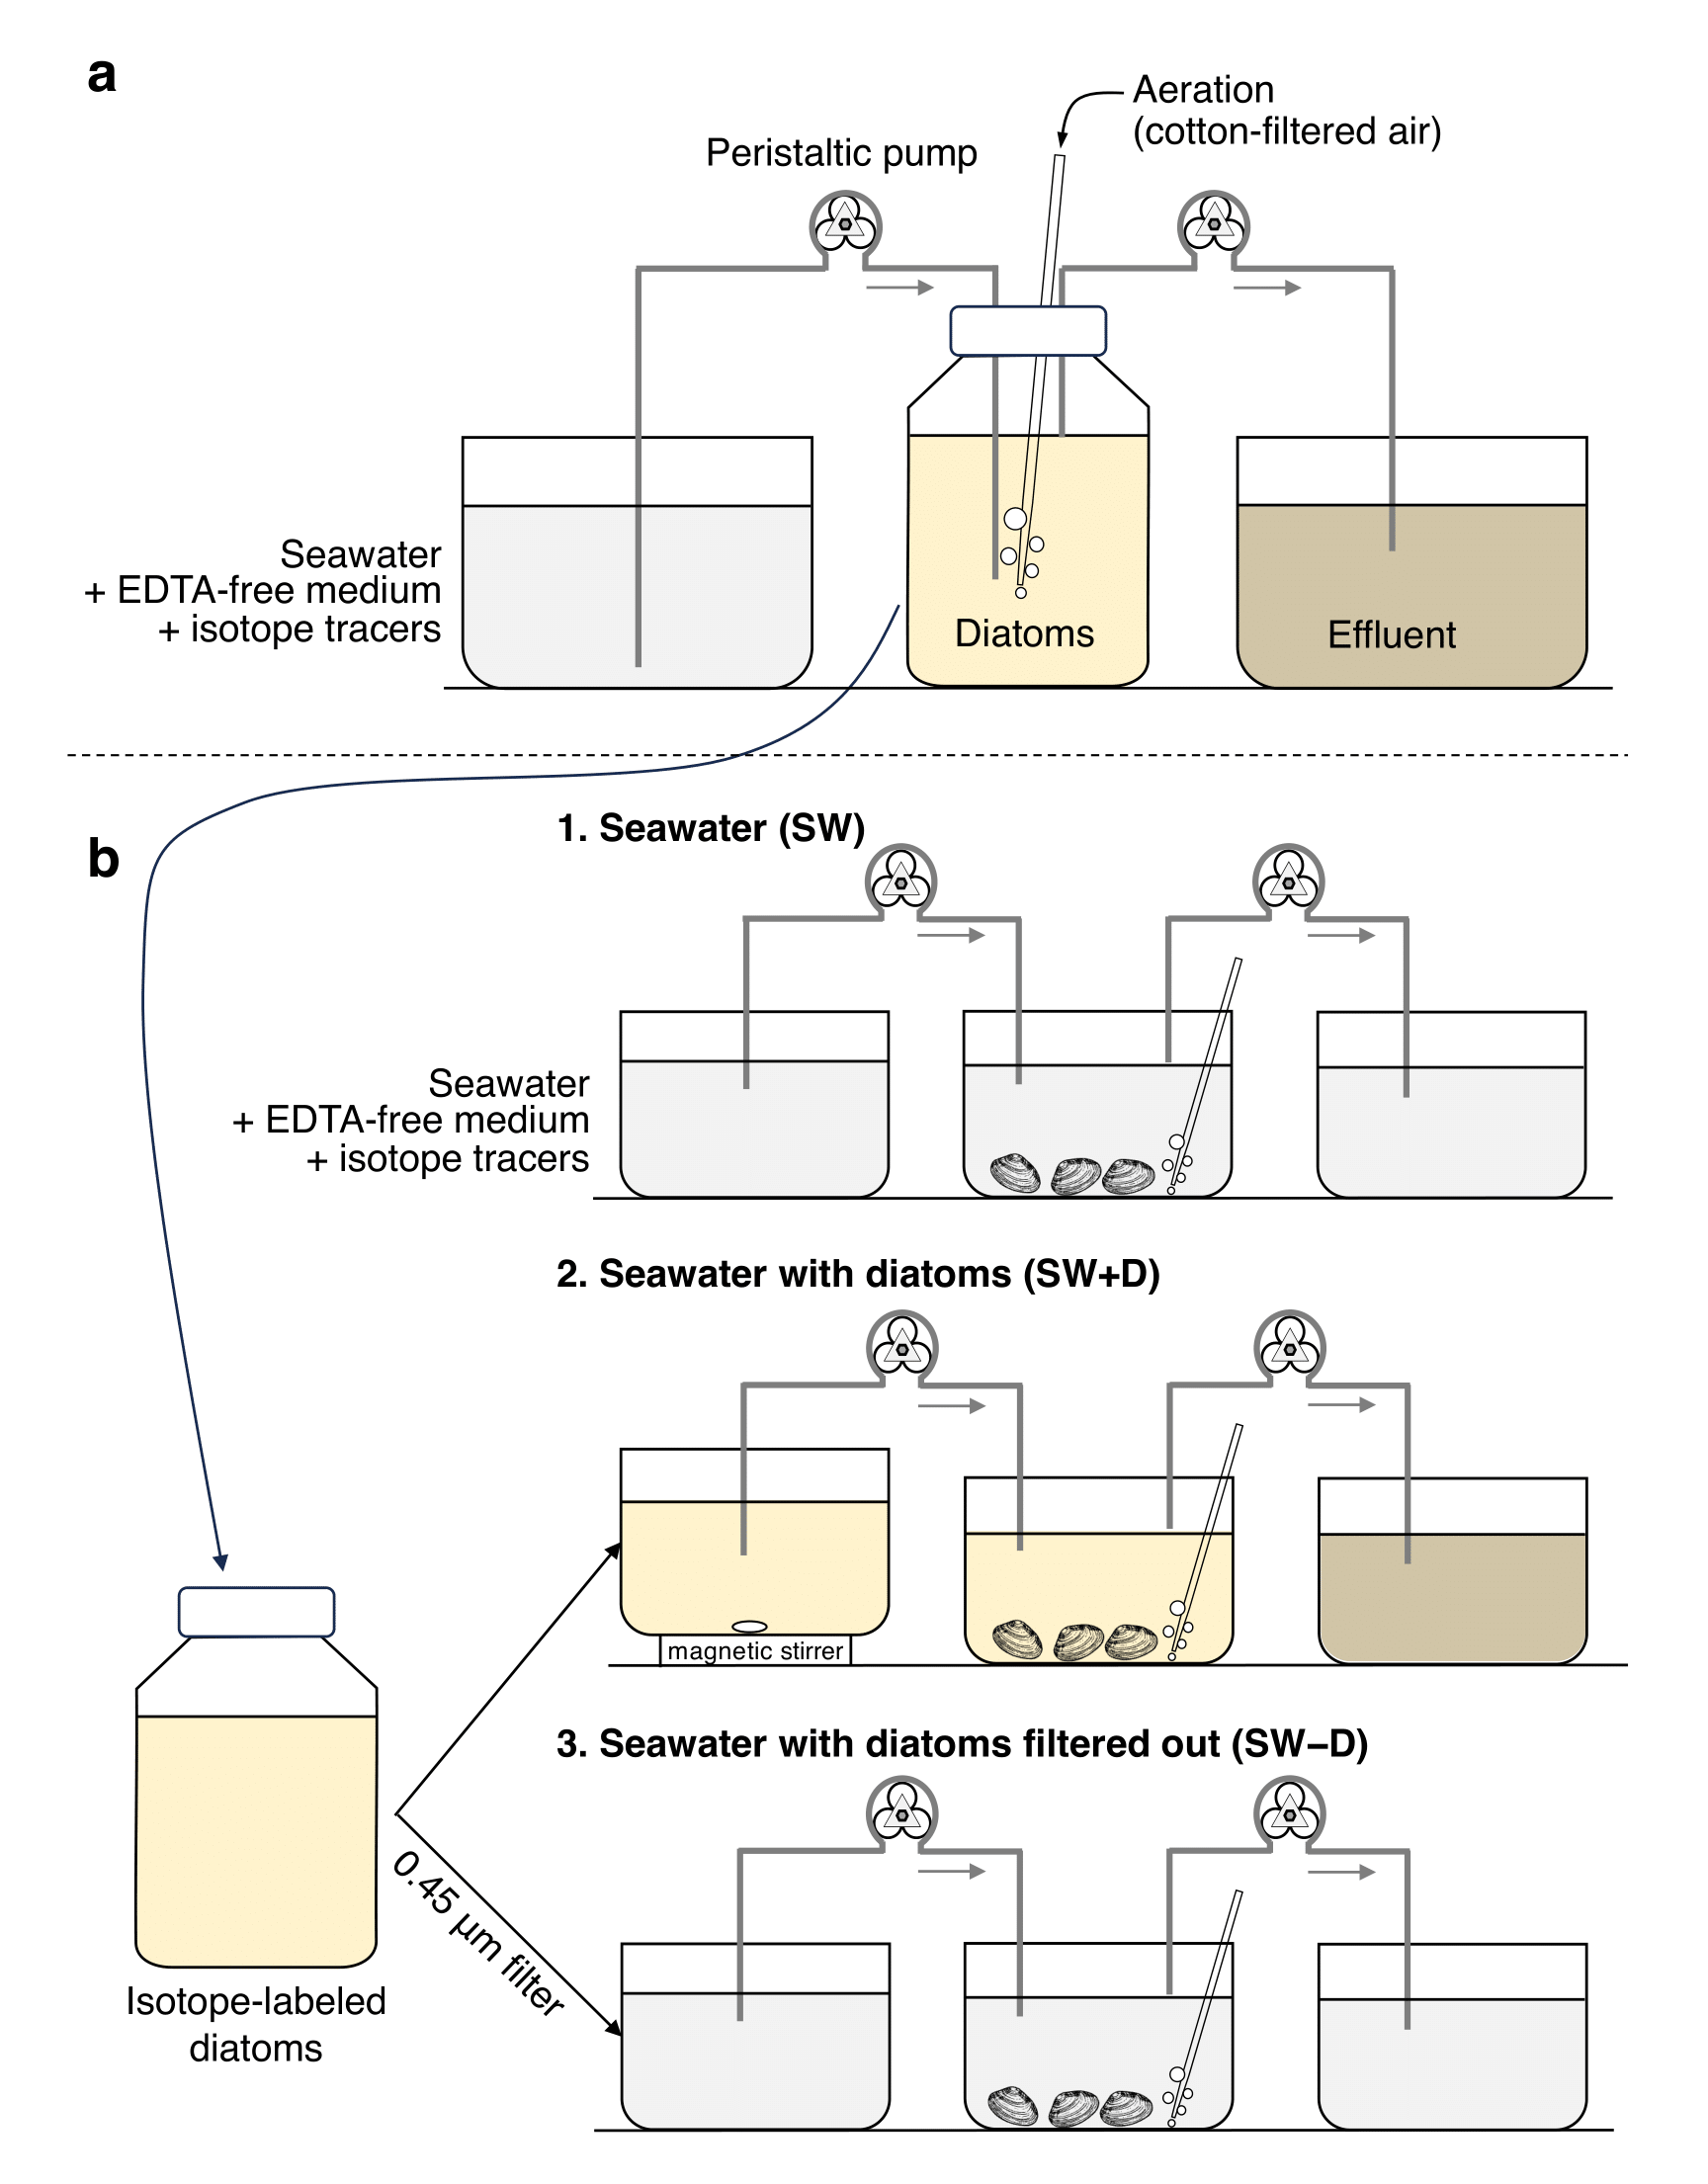 a
Aeration
(cotton-filtered air)
Peristaltic pump
Seawater
+ EDTA-free medium
+ isotope tracers
Diatoms
Effluent
b
1. Seawater (SW)
Seawater
+ EDTA-free medium
+ isotope tracers
2. Seawater with diatoms (SW+D)
magnetic stirrer
3. Seawater with diatoms filtered out (SW–D)
0.45 µm filter
Isotope-labeled
diatoms